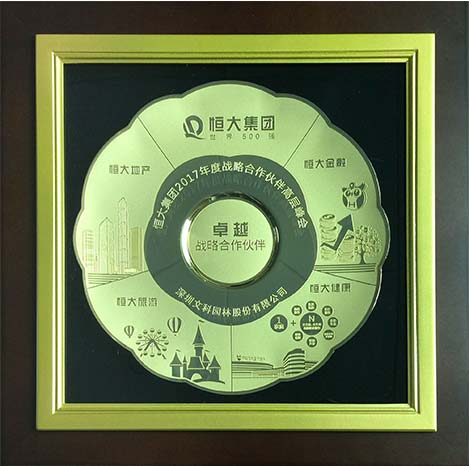 恒大集团
世界500强
恒大地产
恒大金融
恒大集团2017年度战略合作伙伴高层峰会
卓越
战略合作伙伴
深圳文科园林股份有限公司
恒大旅游
恒大健康
1
+
N